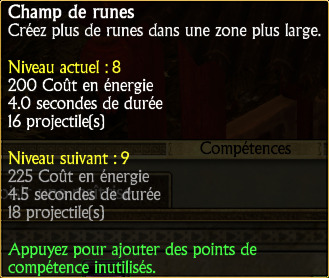 Champ de runes
Créez plus de runes dans une zone plus large.
Niveau actuel : 8
200 Coût en énergie
4.0 secondes de durée
16 projectile(s)
Compétences
Niveau suivant : 9
225 Coût en énergie
4.5 secondes de durée
18 projectile(s)
Appuyez pour ajouter des points de
compétence inutilisés.